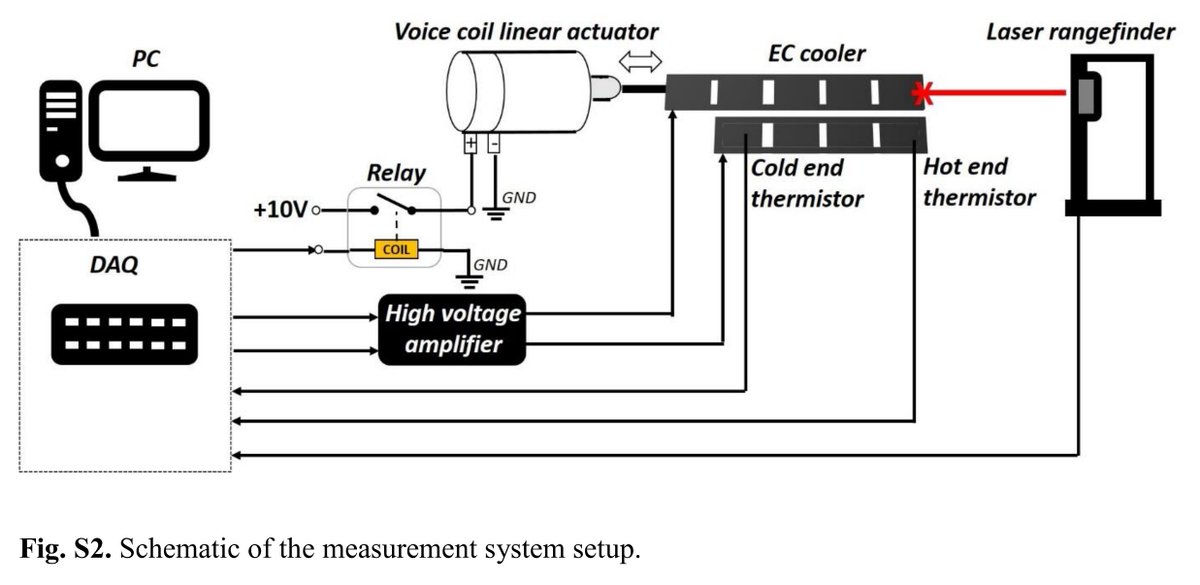 Voice coil linear actuator
Laser rangefinder
PC
EC cooler
+ -
Relay
Cold end
thermistor
Hot end
thermistor
GND
+10V
COIL
DAQ
GND
High voltage
amplifier
Fig. S2. Schematic of the measurement system setup.